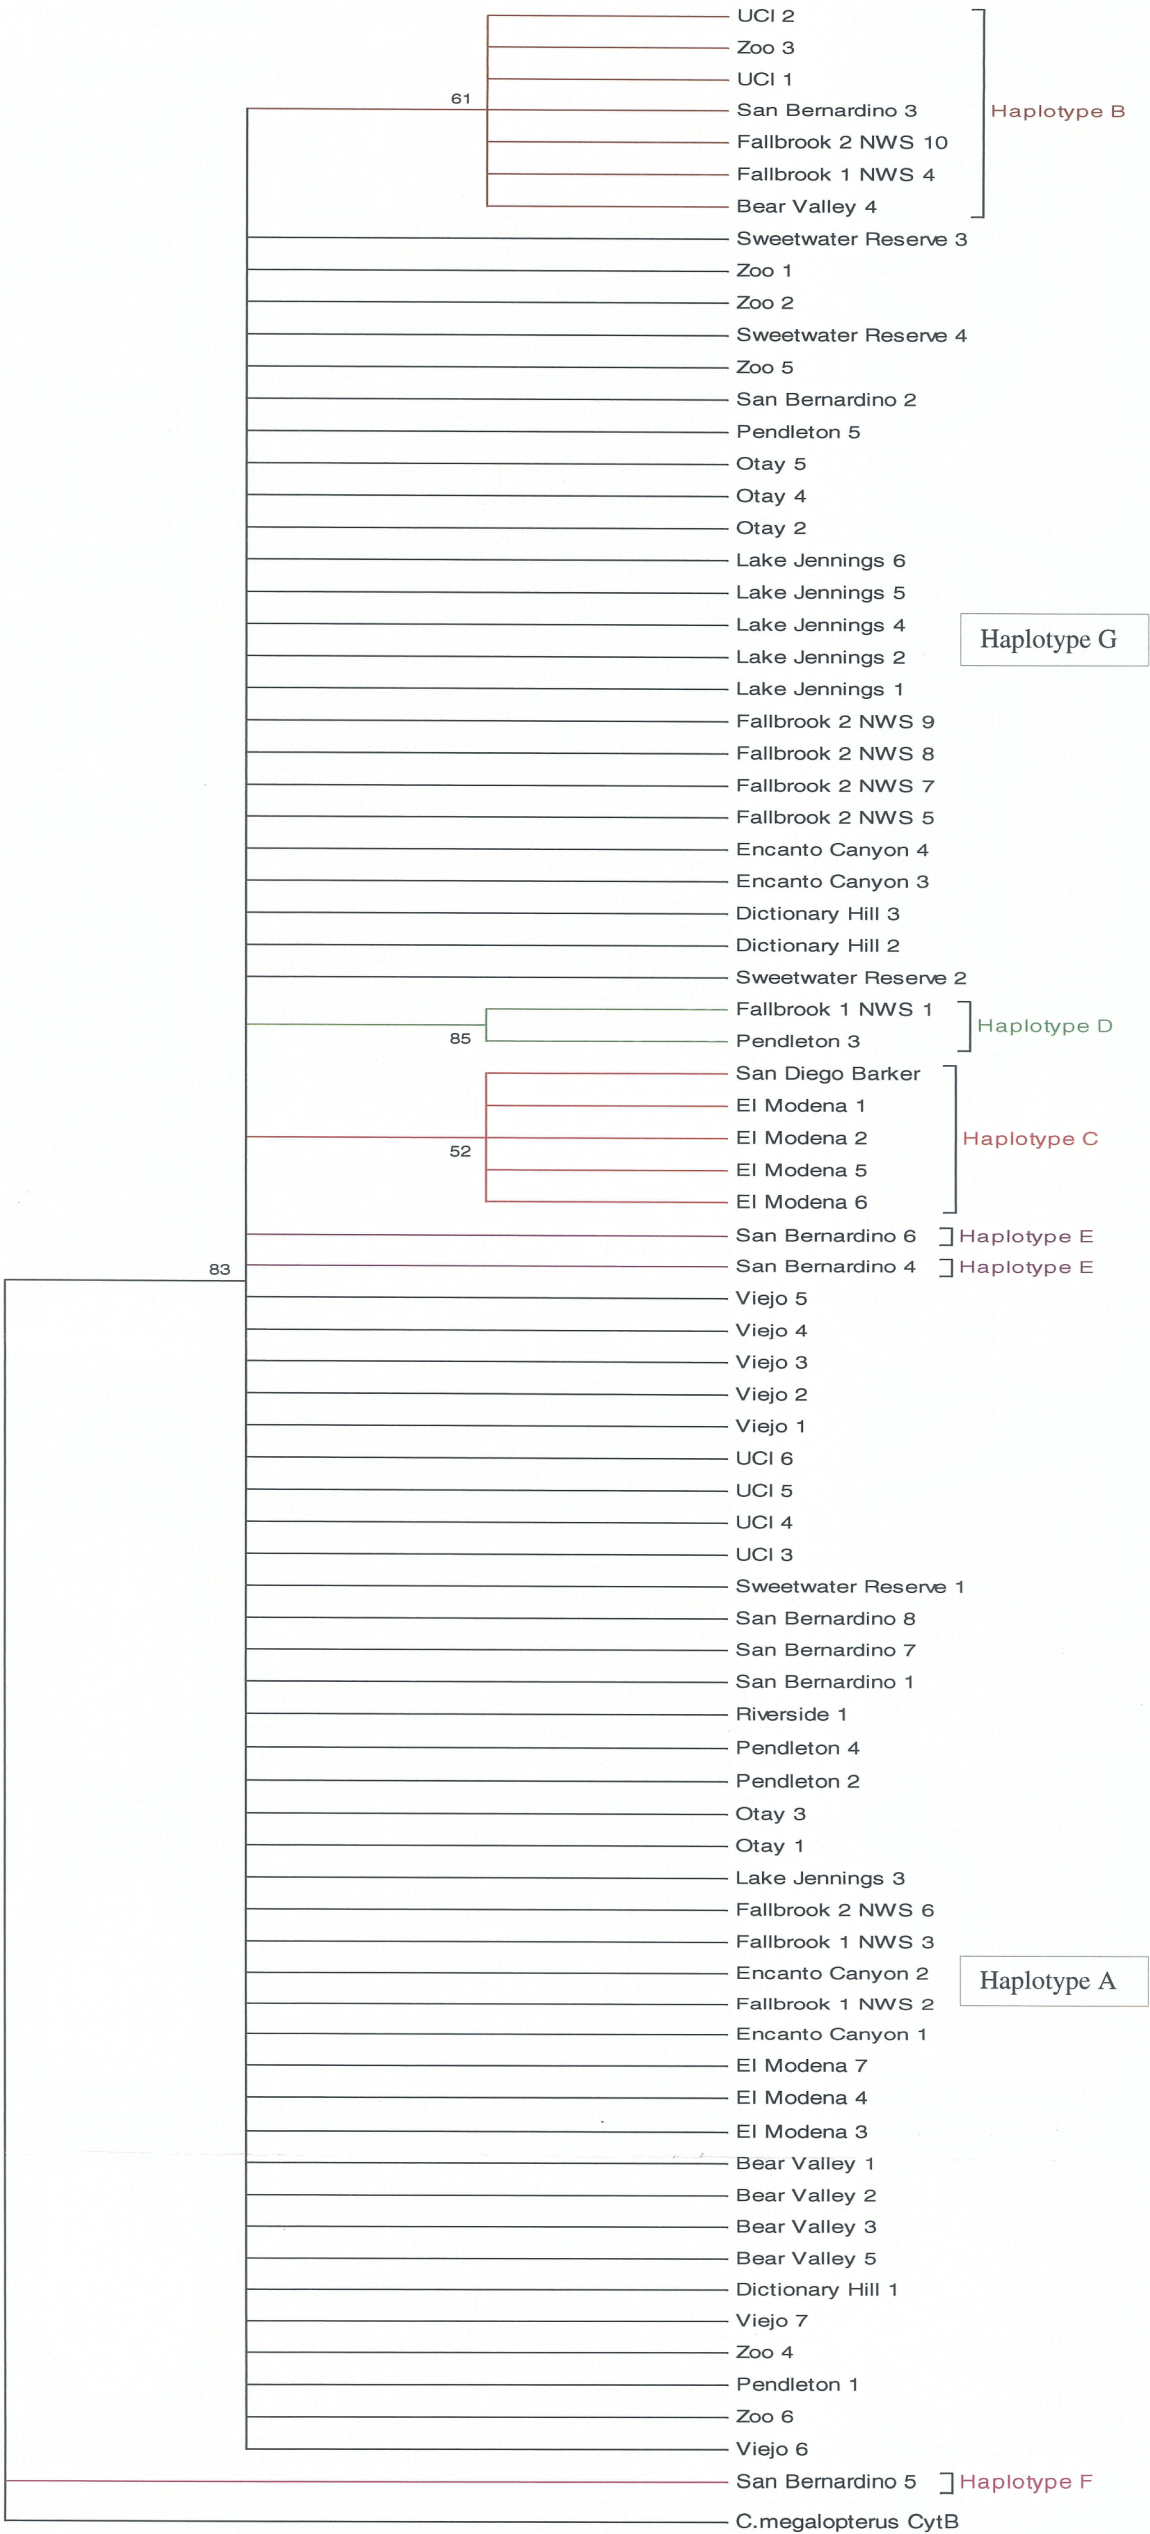 UCI 2
Zoo 3
UCI 1
61
San Bernardino 3
Haplotype B
Fallbrook 2 NWS 10
Fallbrook 1 NWS 4
Bear Valley 4
Sweetwater Reserve 3
Zoo 1
Zoo 2
Sweetwater Reserve 4
Zoo 5
San Bernardino 2
Pendleton 5
Otay 5
Otay 4
Otay 2
Lake Jennings 6
Lake Jennings 5
Lake Jennings 4
Haplotype G
Lake Jennings 2
Lake Jennings 1
Fallbrook 2 NWS 9
Fallbrook 2 NWS 8
Fallbrook 2 NWS 7
Fallbrook 2 NWS 5
Encanto Canyon 4
Encanto Canyon 3
Dictionary Hill 3
Dictionary Hill 2
Sweetwater Reserve 2
Fallbrook 1 NWS 1
Haplotype D
85
Pendleton 3
San Diego Barker
El Modena 1
El Modena 2
Haplotype C
52
El Modena 5
El Modena 6
San Bernardino 6
Haplotype E
San Bernardino 4
Haplotype E
83
Viejo 5
Viejo 4
Viejo 3
Viejo 2
Viejo 1
UCI 6
UCI 5
UCI 4
UCI 3
Sweetwater Reserve 1
San Bernardino 8
San Bernardino 7
San Bernardino 1
Riverside 1
Pendleton 4
Pendleton 2
Otay 3
Otay 1
Lake Jennings 3
Fallbrook 2 NWS 6
Fallbrook 1 NWS 3
Encanto Canyon 2
Haplotype A
Fallbrook 1 NWS 2
Encanto Canyon 1
El Modena 7
El Modena 4
El Modena 3
Bear Valley 1
Bear Valley 2
Bear Valley 3
Bear Valley 5
Dictionary Hill 1
Viejo 7
Zoo 4
Pendleton 1
Zoo 6
Viejo 6
San Bernardino 5
Haplotype F
C.megalopterus CytB